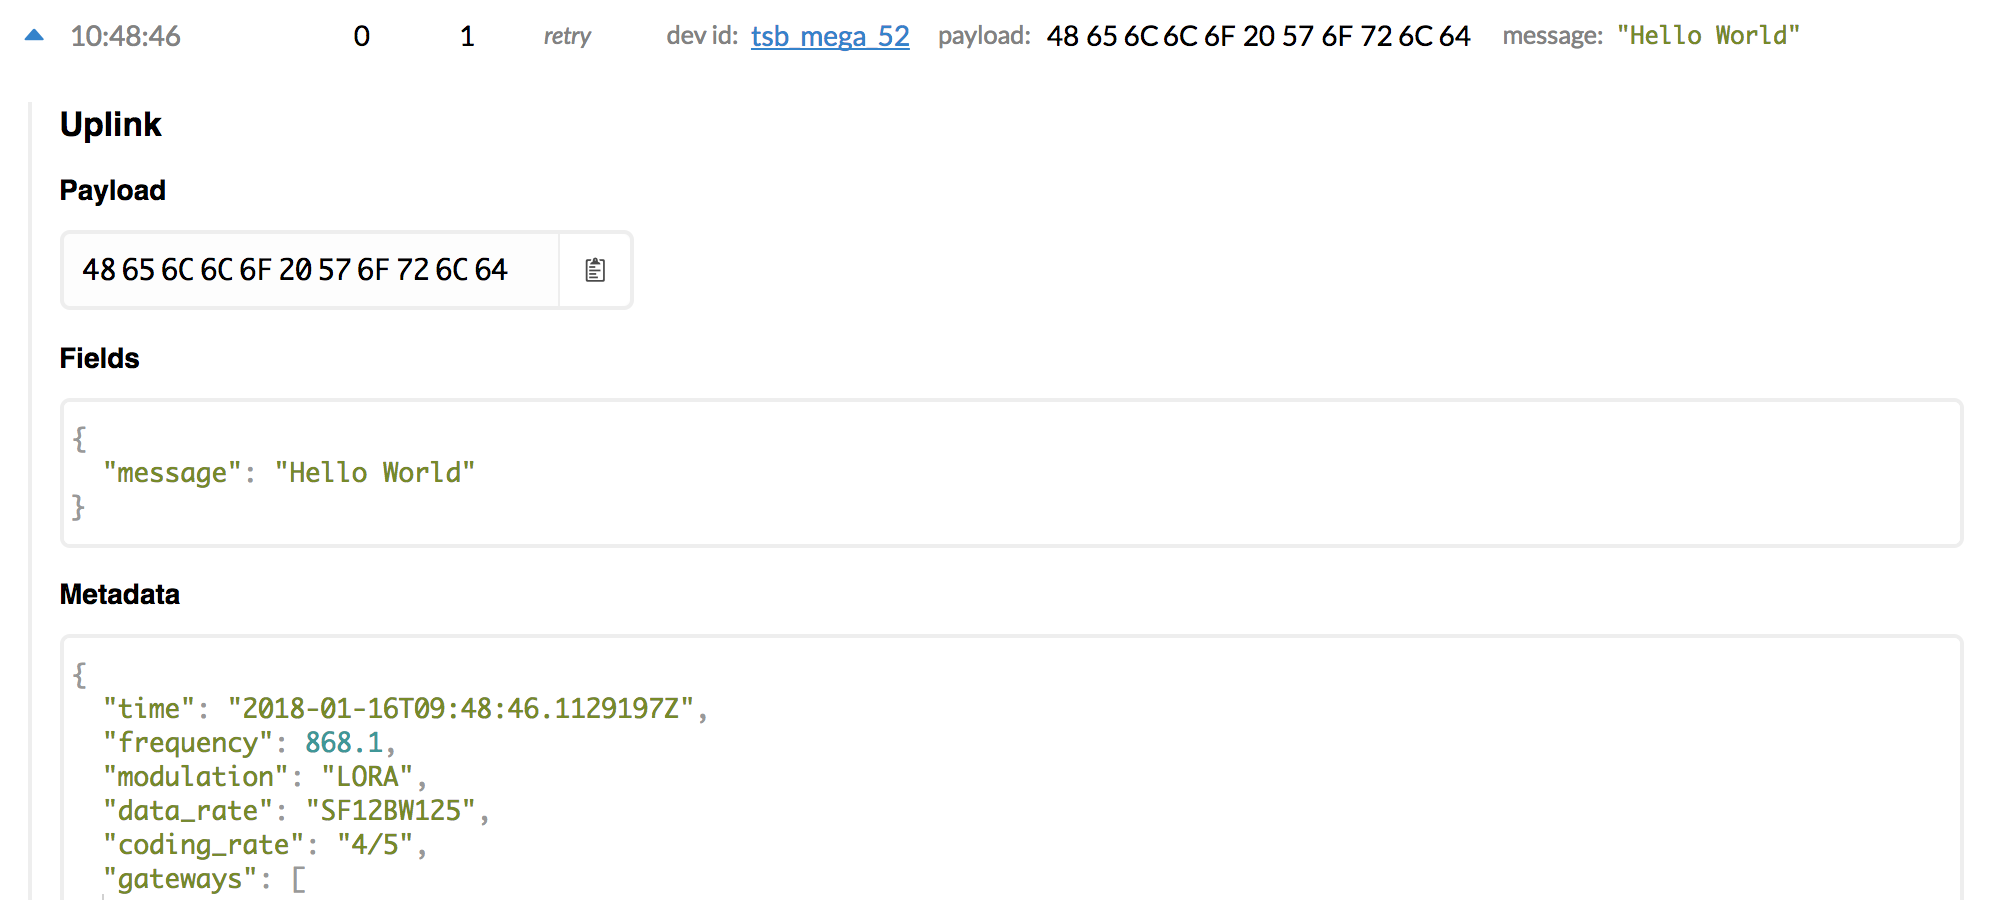 10:48:46 0 1 retry dev id: tsb_mega_52 payload: 48 65 6C 6C 6F 20 57 6F 72 6C 64 message: "Hello World"
Uplink
Payload
48 65 6C 6C 6F 20 57 6F 72 6C 64
Fields
{
"message": "Hello World"
}
Metadata
{
"time": "2018-01-16T09:48:46.1129197Z",
"frequency": 868.1,
"modulation": "LORA",
"data_rate": "SF12BW125",
"coding_rate": "4/5",
"gateways": [